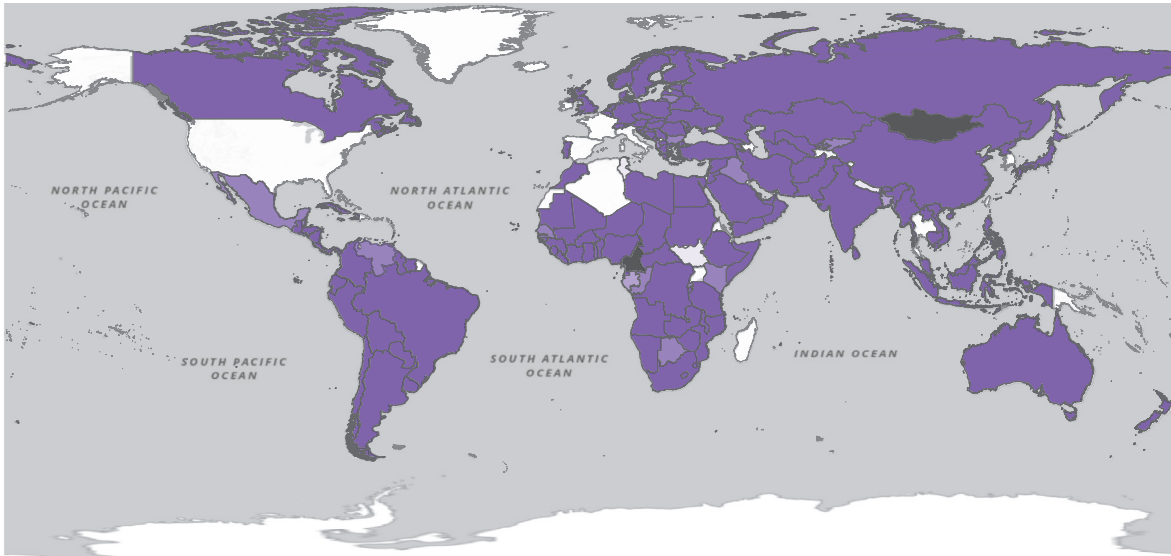 NORTH PACIFIC
OCEAN
NORTH ATLANTIC
OCEAN
SOUTH PACIFIC
OCEAN
SOUTH ATLANTIC
OCEAN
INDIAN OCEAN